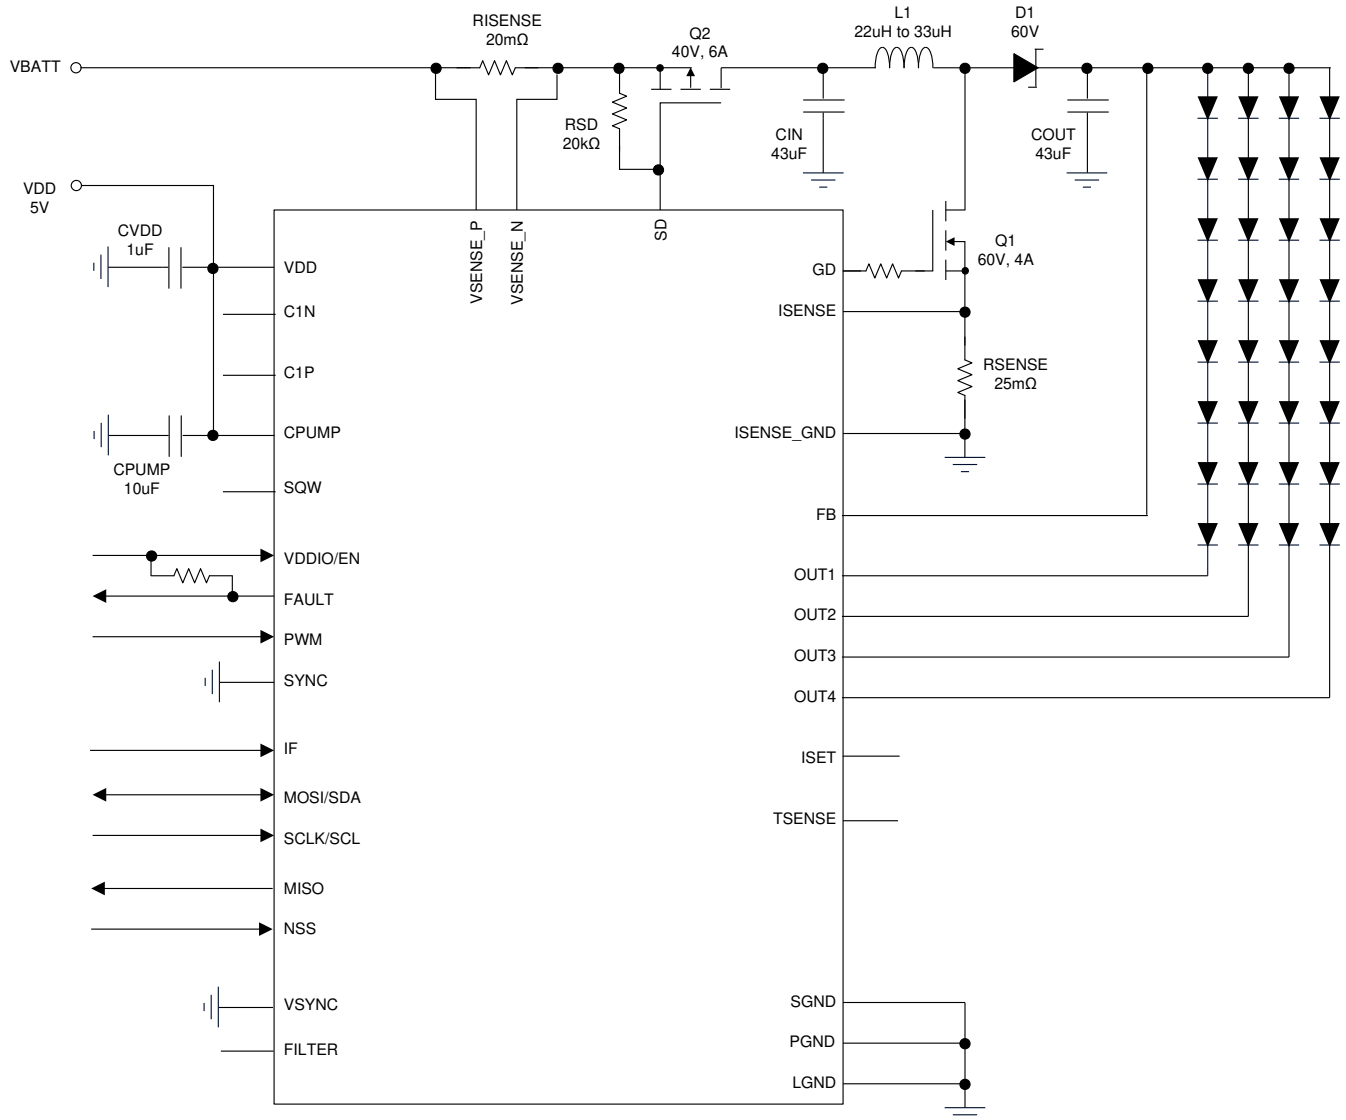 RISENSE
20mΩ
Q2
40V, 6A
L1
22uH to 33uH
D1
60V
VBATT
RSD
20kΩ
CIN
43uF
COUT
43uF
VDD
5V
CVDD
1uF
VSENSE_P
VSENSE_N
SD
Q1
60V, 4A
VDD
GD
C1N
ISENSE
C1P
RSENSE
25mΩ
CPUMP
ISENSE_GND
CPUMP
10uF
SQW
FB
VDDIO/EN
OUT1
FAULT
OUT2
PWM
OUT3
SYNC
OUT4
IF
ISET
MOSI/SDA
TSENSE
SCLK/SCL
MISO
NSS
VSYNC
SGND
FILTER
PGND
LGND